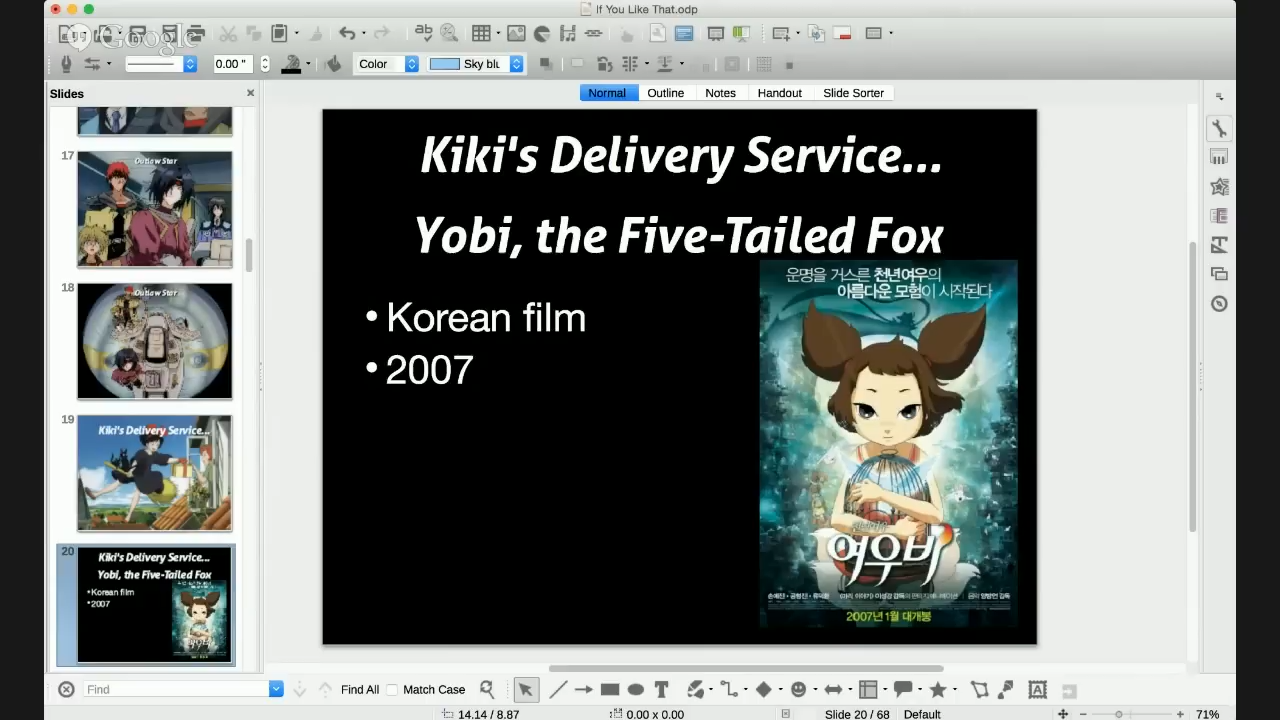 If You Like That.odp
Google
0.00 "
Color
Sky blu
Slides
Normal
Outline
Notes
Handout
Slide Sorter
17
Outlaw Star
18
Outlaw Star
19
Kiki's Delivery Service...
20
Kiki's Delivery Service...
Yobi, the Five-Tailed Fox
•Korean film
•2007
Kiki's Delivery Service...
Yobi, the Five-Tailed Fox
• Korean film
• 2007
운명을 거스른 천년여우의
아름다운 모험이 시작된다
여우비
2007년 1월 대개봉
Find
Find All
Match Case
14.14 / 8.87
0.00 x 0.00
Slide 20 / 68
Default
71%